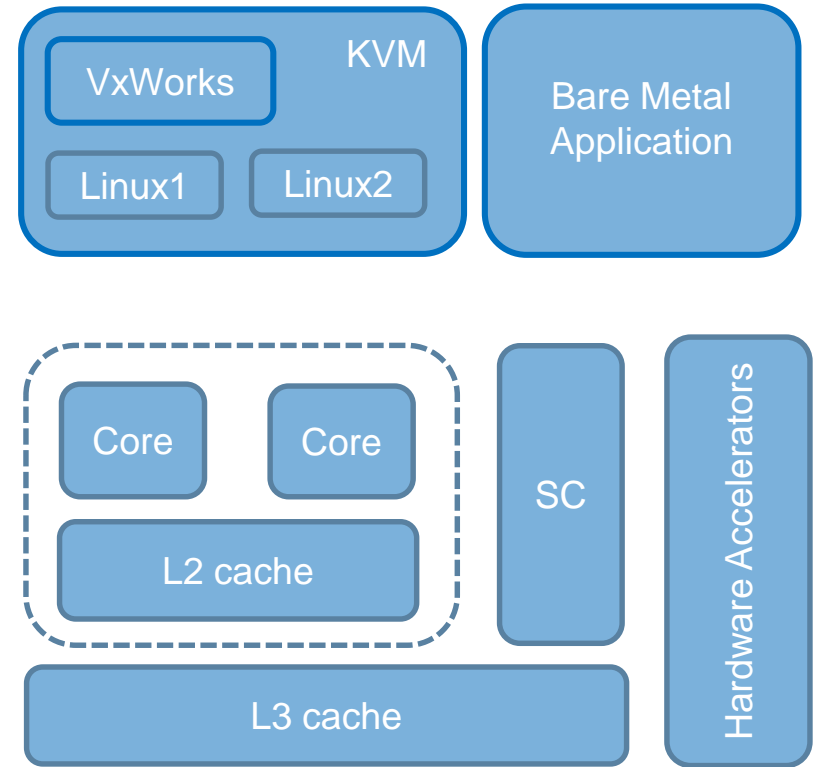 KVM
VxWorks
Linux1
Linux2
Bare Metal
Application
Core
Core
L2 cache
SC
Hardware Accelerators
L3 cache